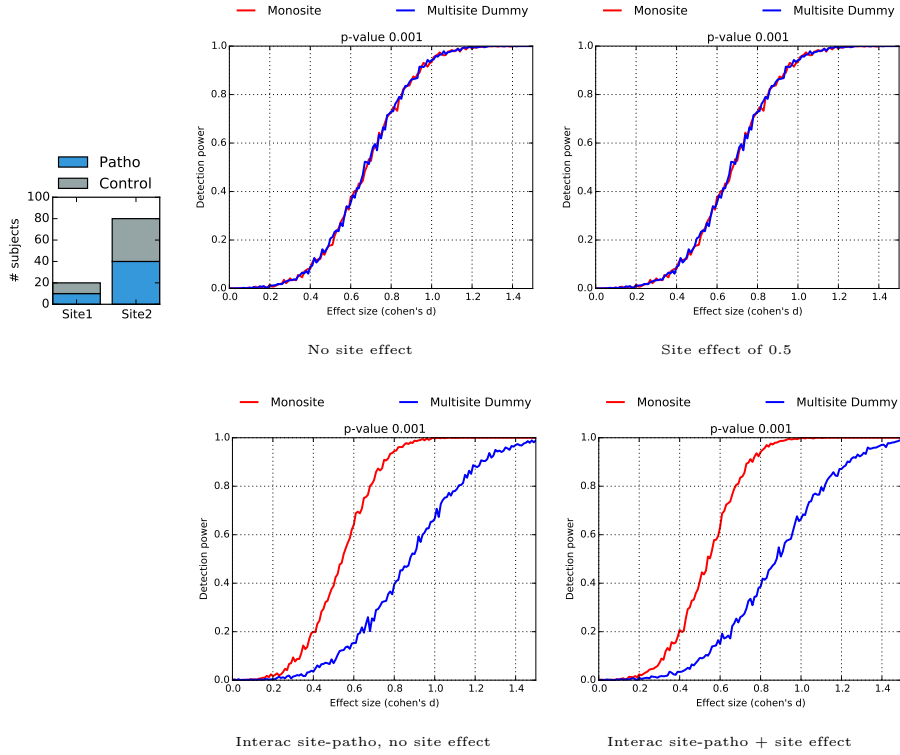 Monosite
Multisite Dummy
p-value 0.001
1.0
0.8
0.6
0.4
0.2
0.0
Detection power
0.0 0.2 0.4 0.6 0.8 1.0 1.2 1.4
Effect size (cohen's d)
No site effect
Monosite
Multisite Dummy
p-value 0.001
1.0
0.8
0.6
0.4
0.2
0.0
Detection power
0.0 0.2 0.4 0.6 0.8 1.0 1.2 1.4
Effect size (cohen's d)
Site effect of 0.5
Patho
Control
100
80
60
40
20
0
# subjects
Site1 Site2
Monosite
Multisite Dummy
p-value 0.001
1.0
0.8
0.6
0.4
0.2
0.0
Detection power
0.0 0.2 0.4 0.6 0.8 1.0 1.2 1.4
Effect size (cohen's d)
Interac site-patho, no site effect
Monosite
Multisite Dummy
p-value 0.001
1.0
0.8
0.6
0.4
0.2
0.0
Detection power
0.0 0.2 0.4 0.6 0.8 1.0 1.2 1.4
Effect size (cohen's d)
Interac site-patho + site effect